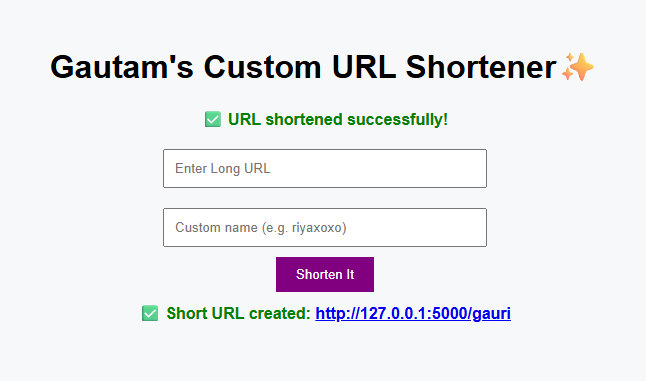 Gautam's Custom URL Shortener✨
✅ URL shortened successfully!
Enter Long URL
Custom name (e.g. riyaxoxo)
Shorten It
✅ Short URL created: http://127.0.0.1:5000/gauri